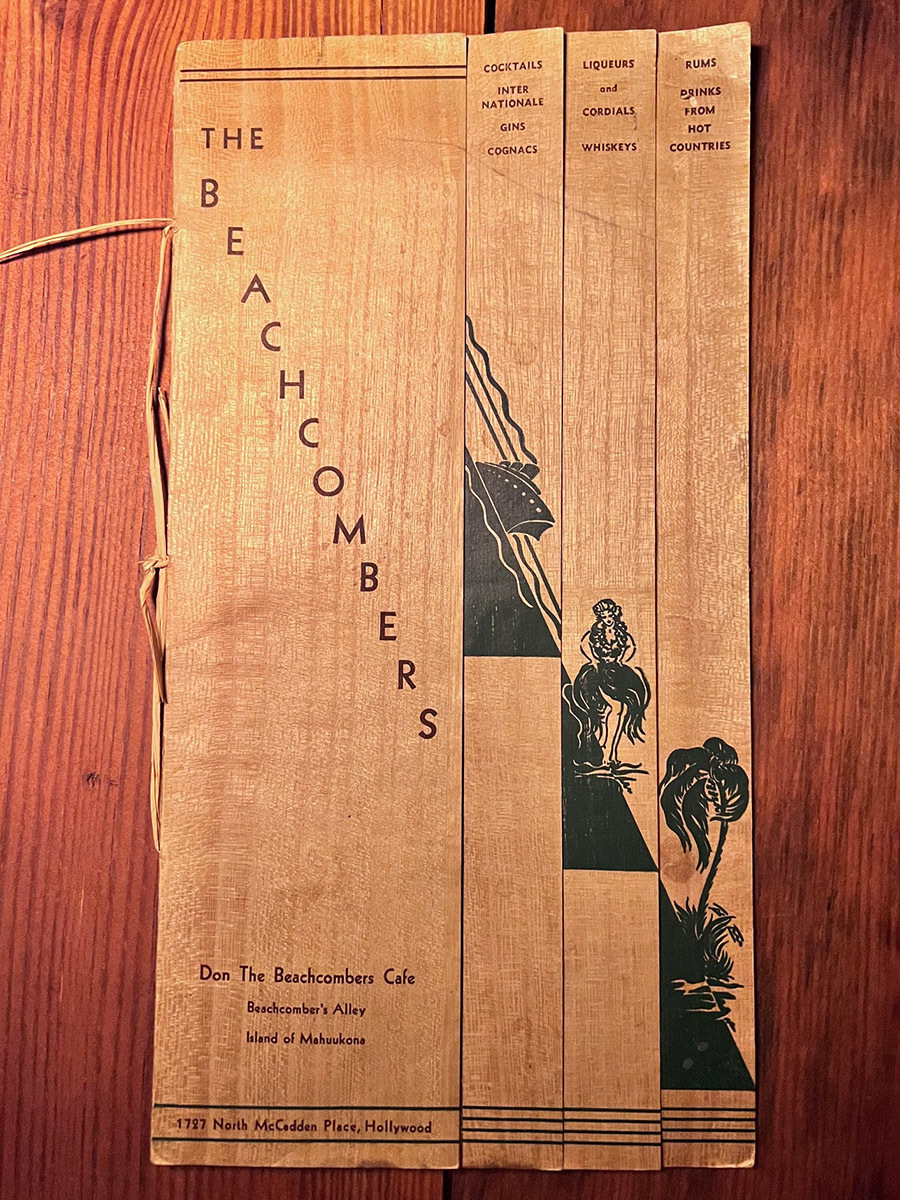 THE
BEACHCOMBERS
Don The Beachcombers Cafe
Beachcomber's Alley
Island of Mahuukona
1727 North McCadden Place, Hollywood
COCKTAILS
INTER
NATIONALE
GINS
COGNACS
LIQUEURS
and
CORDIALS
WHISKEYS
RUMS
DRINKS
FROM
HOT
COUNTRIES